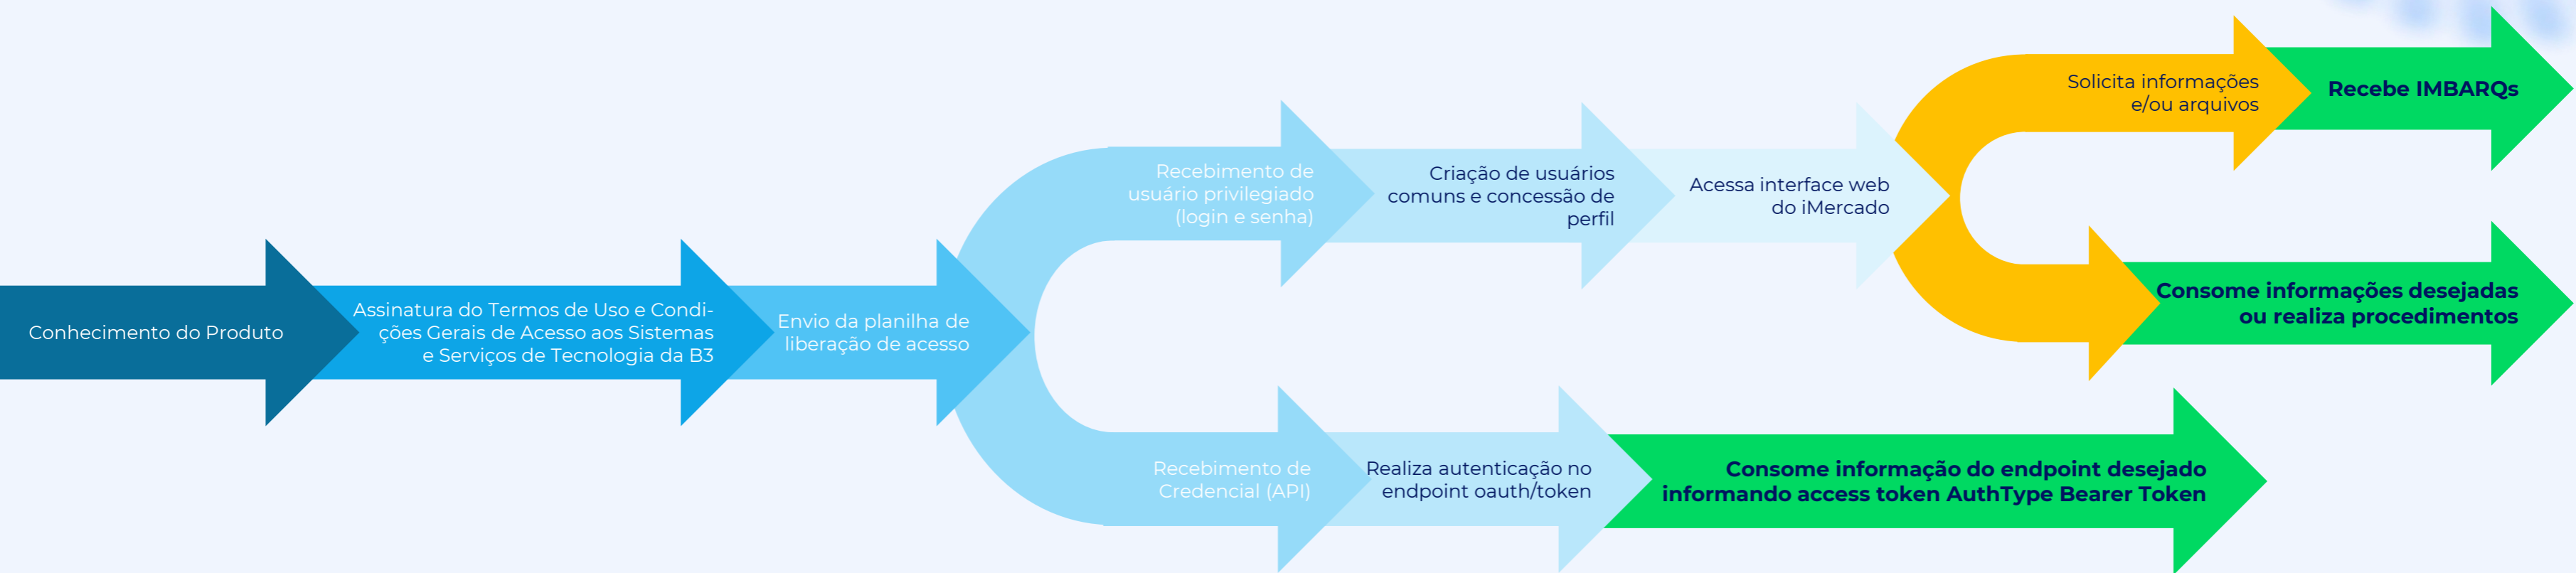 Conhecimento do Produto
Assinatura do Termos de Uso e Condi-
ções Gerais de Acesso aos Sistemas
e Serviços de Tecnologia da B3
Envio da planilha de
liberação de acesso
Recebimento de
usuário privilegiado
(login e senha)
Criação de usuários
comuns e concessão de
perfil
Acessa interface web
do iMercado
Solicita informações
e/ou arquivos
Recebe IMBARQs
Consome informações desejadas
ou realiza procedimentos
Recebimento de
Credencial (API)
Realiza autenticação no
endpoint oauth/token
Consome informação do endpoint desejado
informando access token AuthType Bearer Token